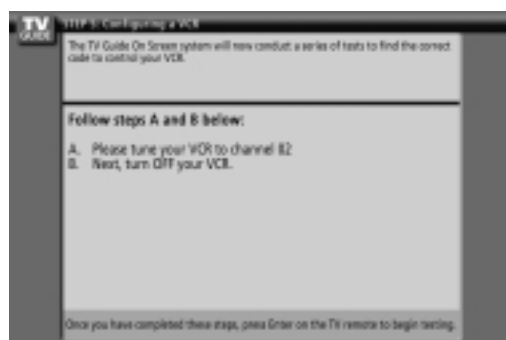 TV
GUIDE
STEP 5: Configuring a VCR
The TV Guide On Screen system will now conduct a series of tests to find the correct
code to control your VCR.
Follow steps A and B below:
A. Please tune your VCR to channel 02
B. Next, turn OFF your VCR.
Once you have completed these steps, press Enter on the TV remote to begin testing.